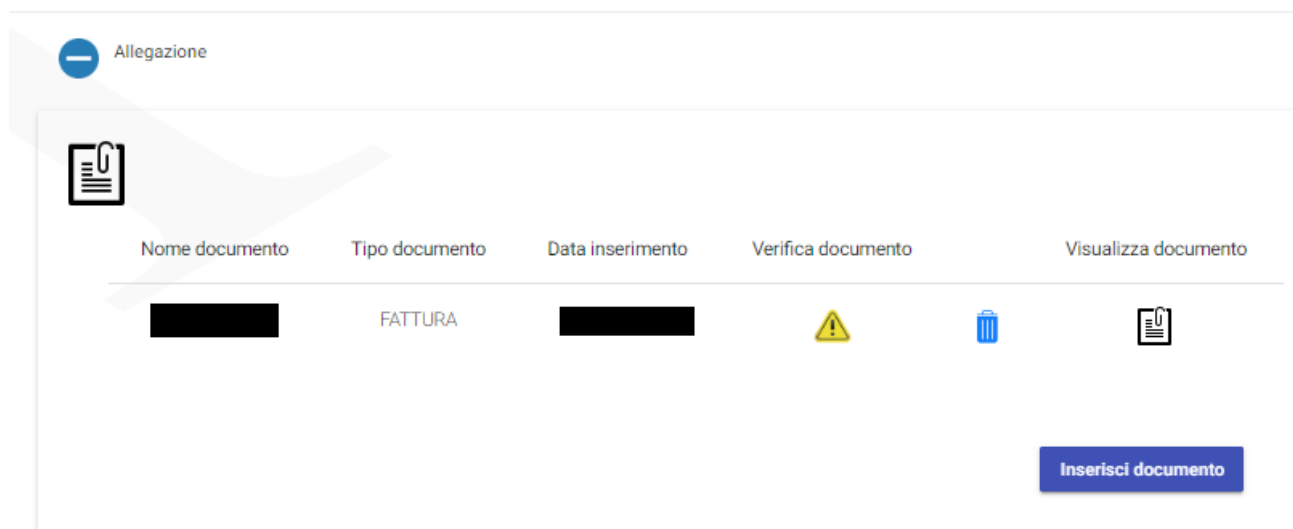 Allegazione
Nome documento Tipo documento Data inserimento Verifica documento Visualizza documento
FATTURA
Inserisci documento